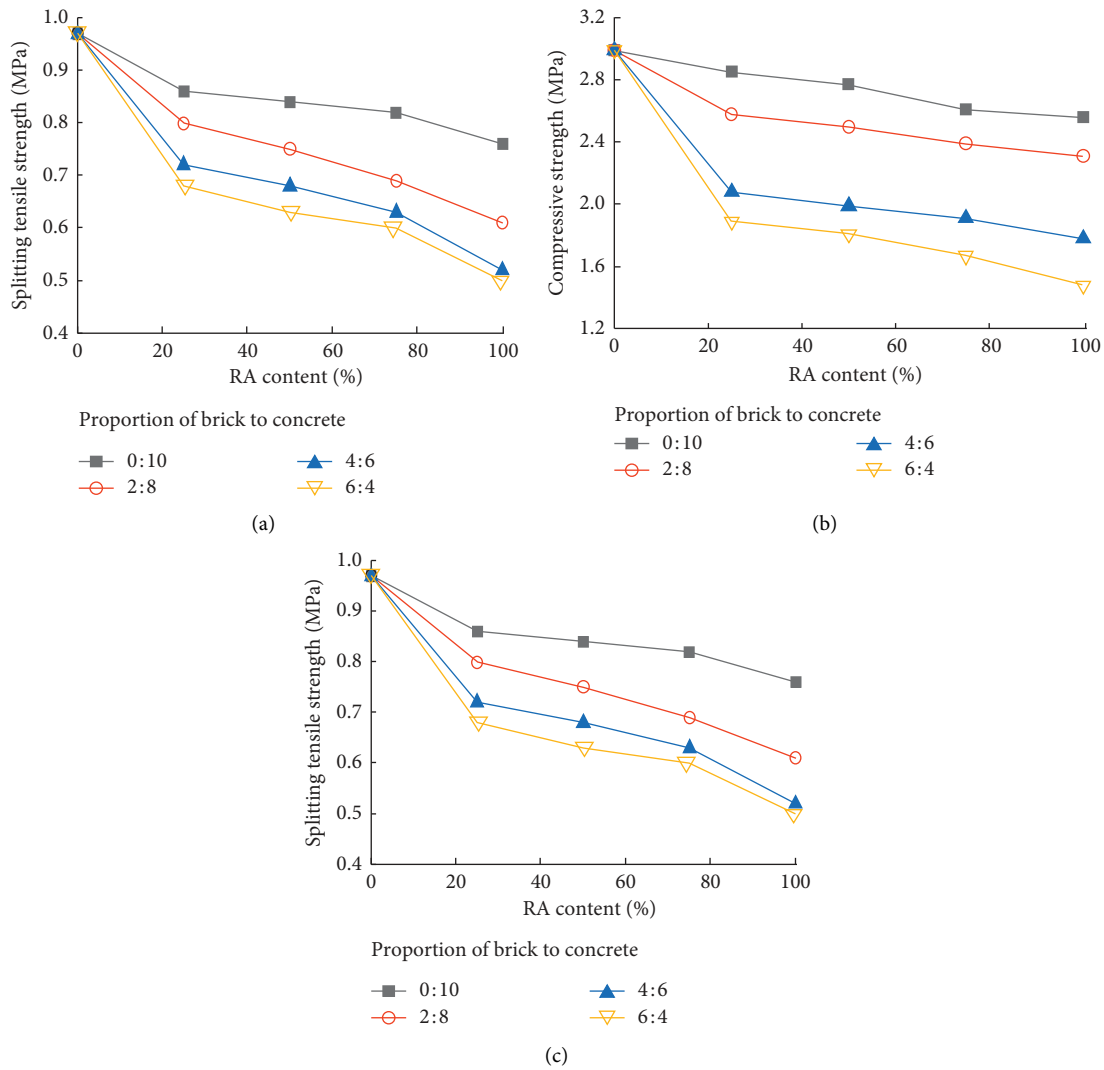 1.0
0.9
0.8
0.7
0.6
0.5
0.4
Splitting tensile strength (MPa)
0 20 40 60 80 100
RA content (%)
Proportion of brick to concrete
0:10 4:6
2:8 6:4
(a)
3.2
2.8
2.4
2.0
1.6
1.2
Compressive strength (MPa)
0 20 40 60 80 100
RA content (%)
Proportion of brick to concrete
0:10 4:6
2:8 6:4
(b)
1.0
0.9
0.8
0.7
0.6
0.5
0.4
Splitting tensile strength (MPa)
0 20 40 60 80 100
RA content (%)
Proportion of brick to concrete
0:10 4:6
2:8 6:4
(c)